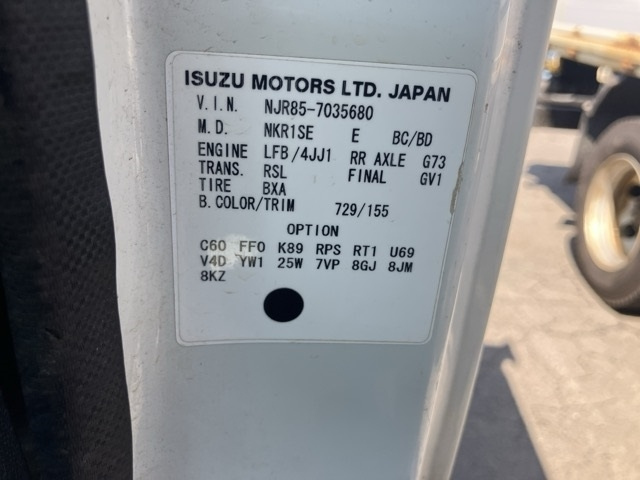 ISUZU MOTORS LTD. JAPAN
V.I.N. NJR85-7035680
M.D. NKR1SE E BC/BD
ENGINE LFB/4JJ1 RR AXLE G73
TRANS. RSL FINAL GV1
TIRE BXA
B.COLOR/TRIM 729/155
OPTION
C60 FF0 K89 RPS RT1 U69
V4D YW1 25W 7VP 8GJ 8JM
8KZ